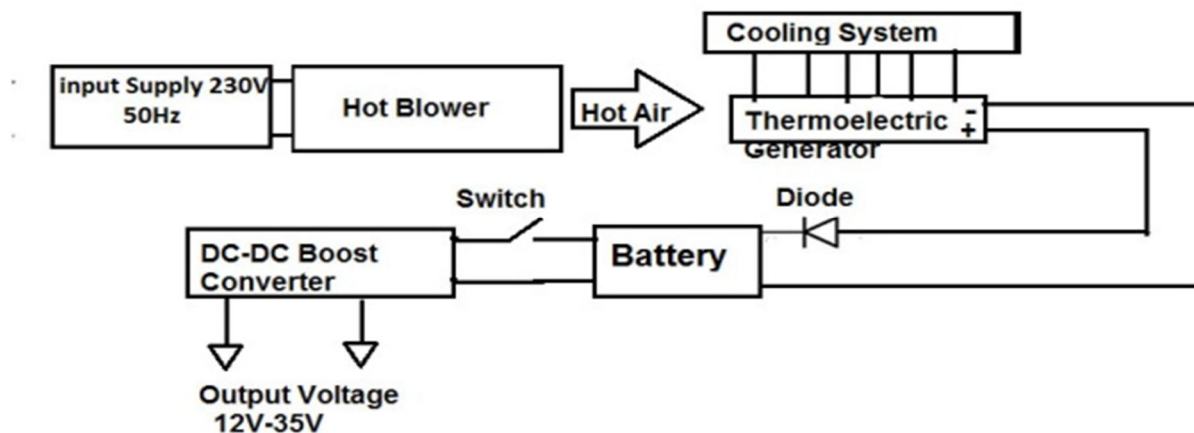 Cooling System
input Supply 230V
50Hz
Hot Blower
Hot Air
Thermoelectric
Generator
-
+
Switch
Diode
DC-DC Boost
Converter
Battery
Output Voltage
12V-35V